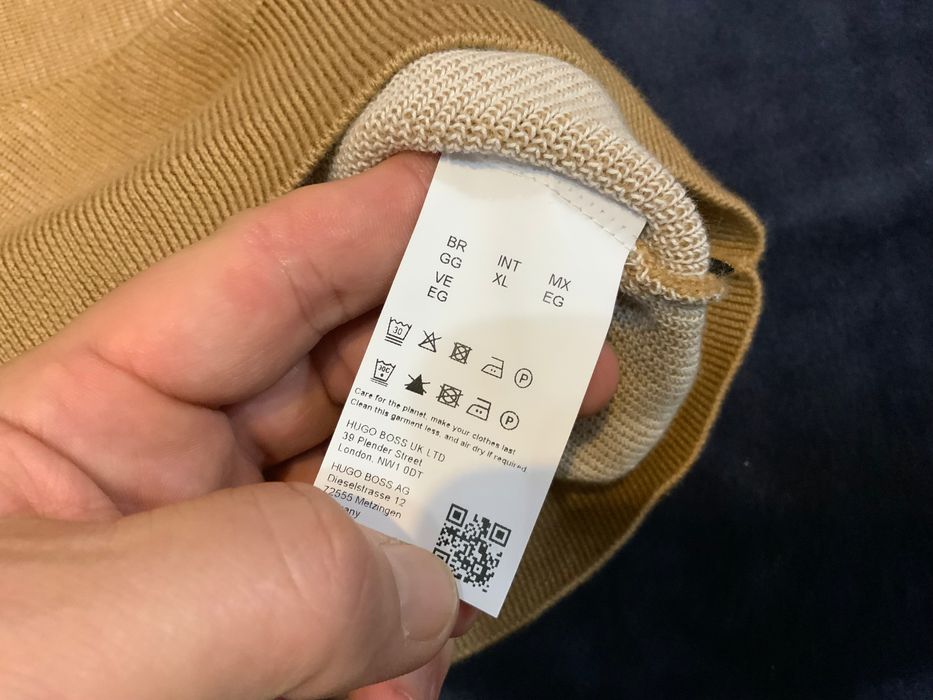 BR
GG
VE
EG
INT
XL
MX
EG
30
P
30C
P
Care for the planet, make your clothes last
Clean this garment less, and air dry if required
HUGO BOSS UK LTD
39 Plender Street
London, NW1 0DT
HUGO BOSS AG
Dieselstrasse 12
72555 Metzingen